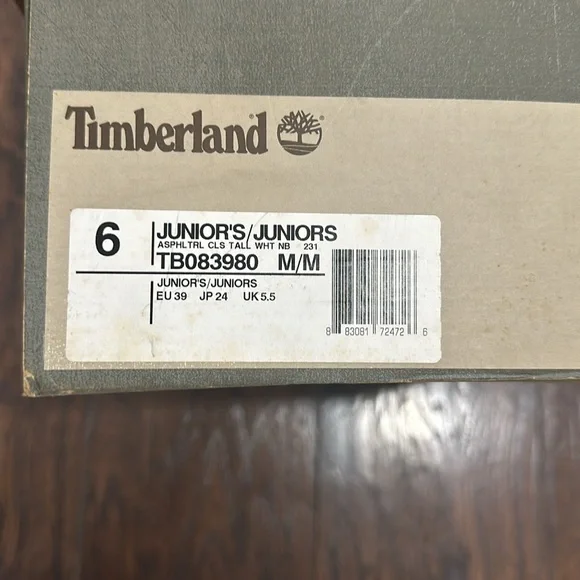 Timberland
6
JUNIOR'S/JUNIORS
ASPHLTRL CLS TALL WHT NB 231
TB083980 M/M
JUNIOR'S/JUNIORS
EU 39 JP 24 UK 5.5
8 83081 72472 6